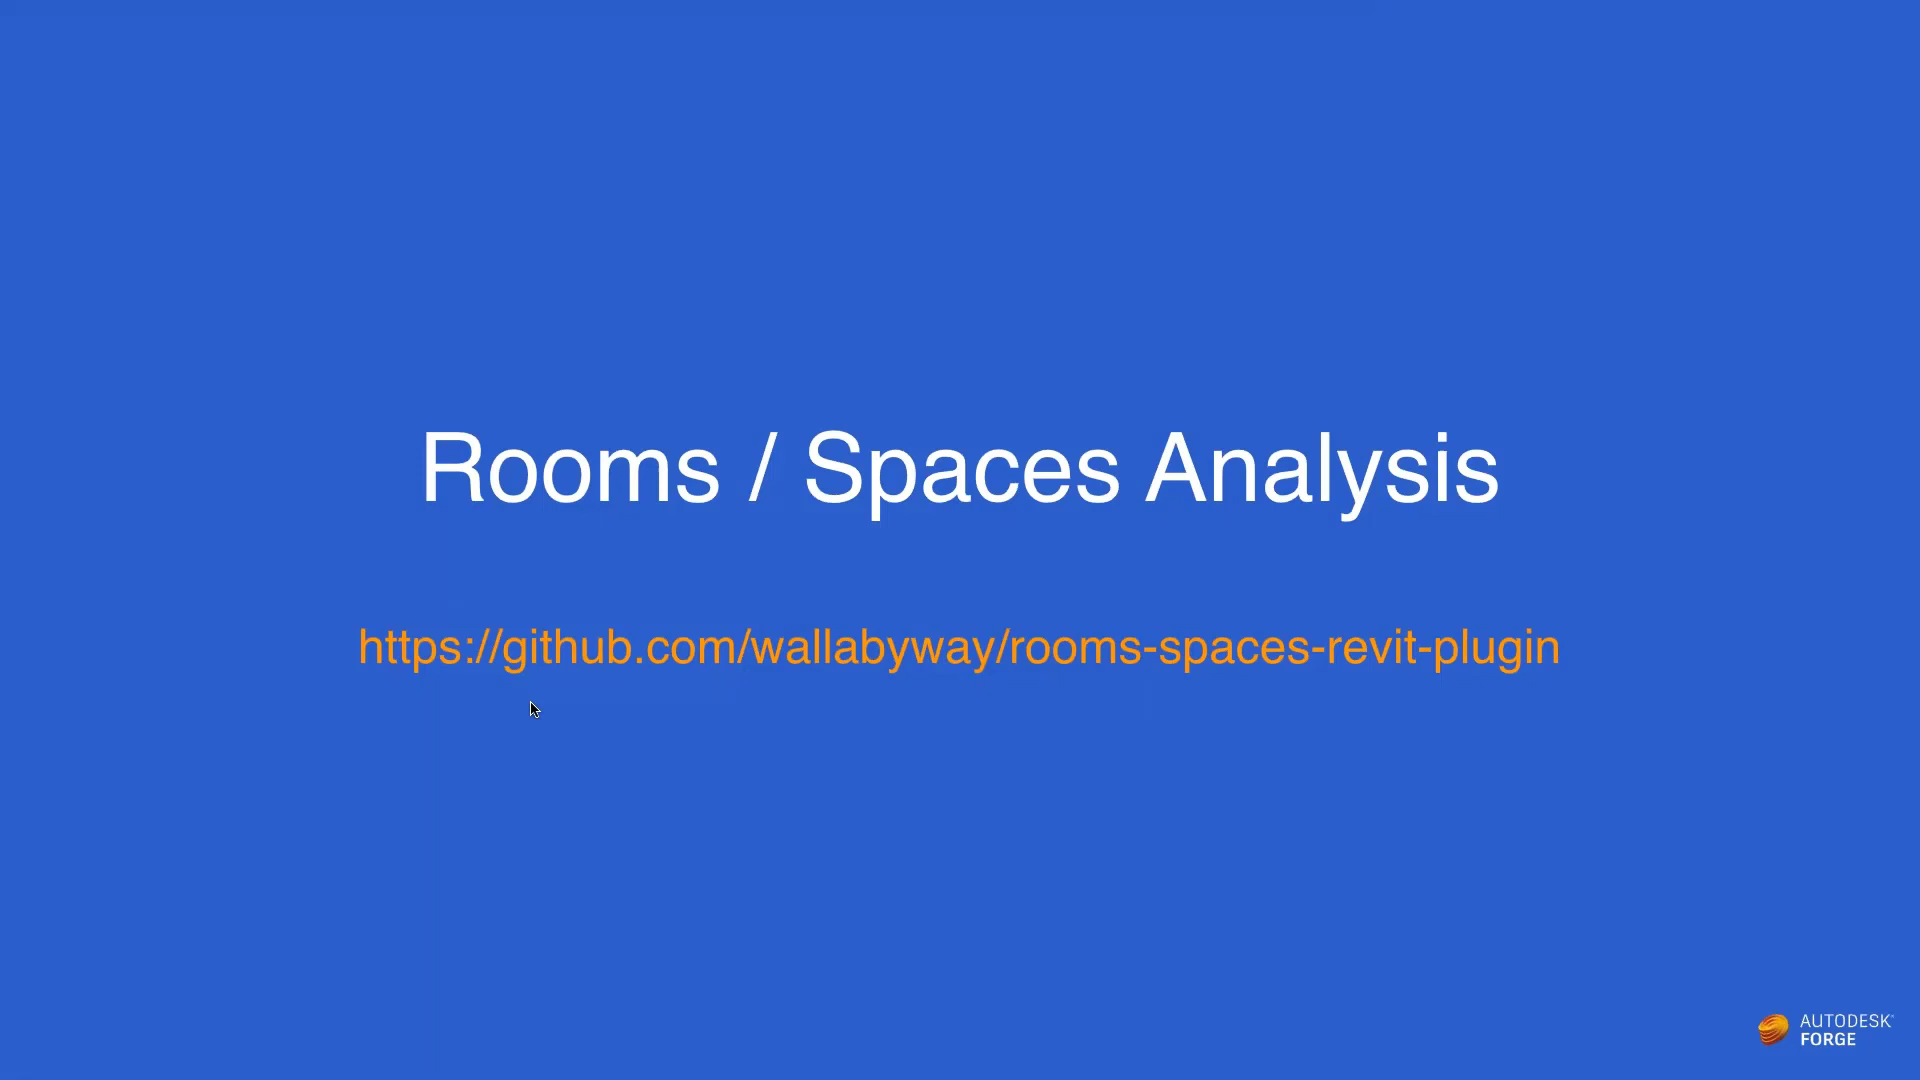 Rooms / Spaces Analysis
https://github.com/wallabyway/rooms-spaces-revit-plugin
AUTODESK
FORGE